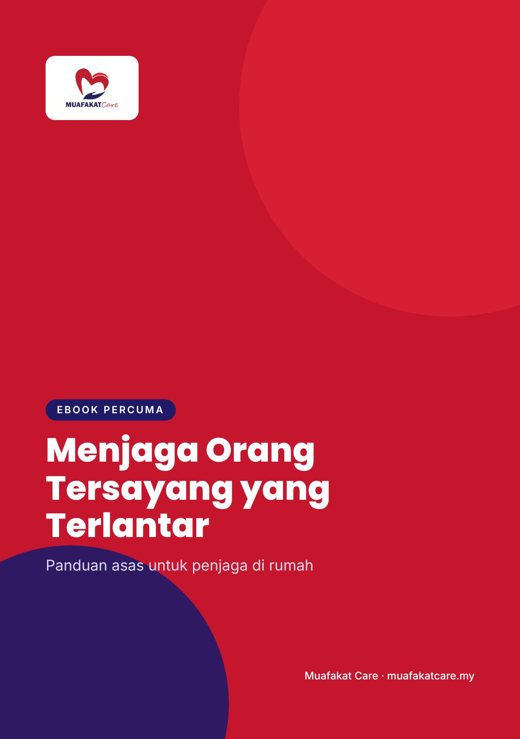 MUAFAKAT Care
EBOOK PERCUMA
Menjaga Orang
Tersayang yang
Terlantar
Panduan asas untuk penjaga di rumah
Muafakat Care · muafakatcare.my